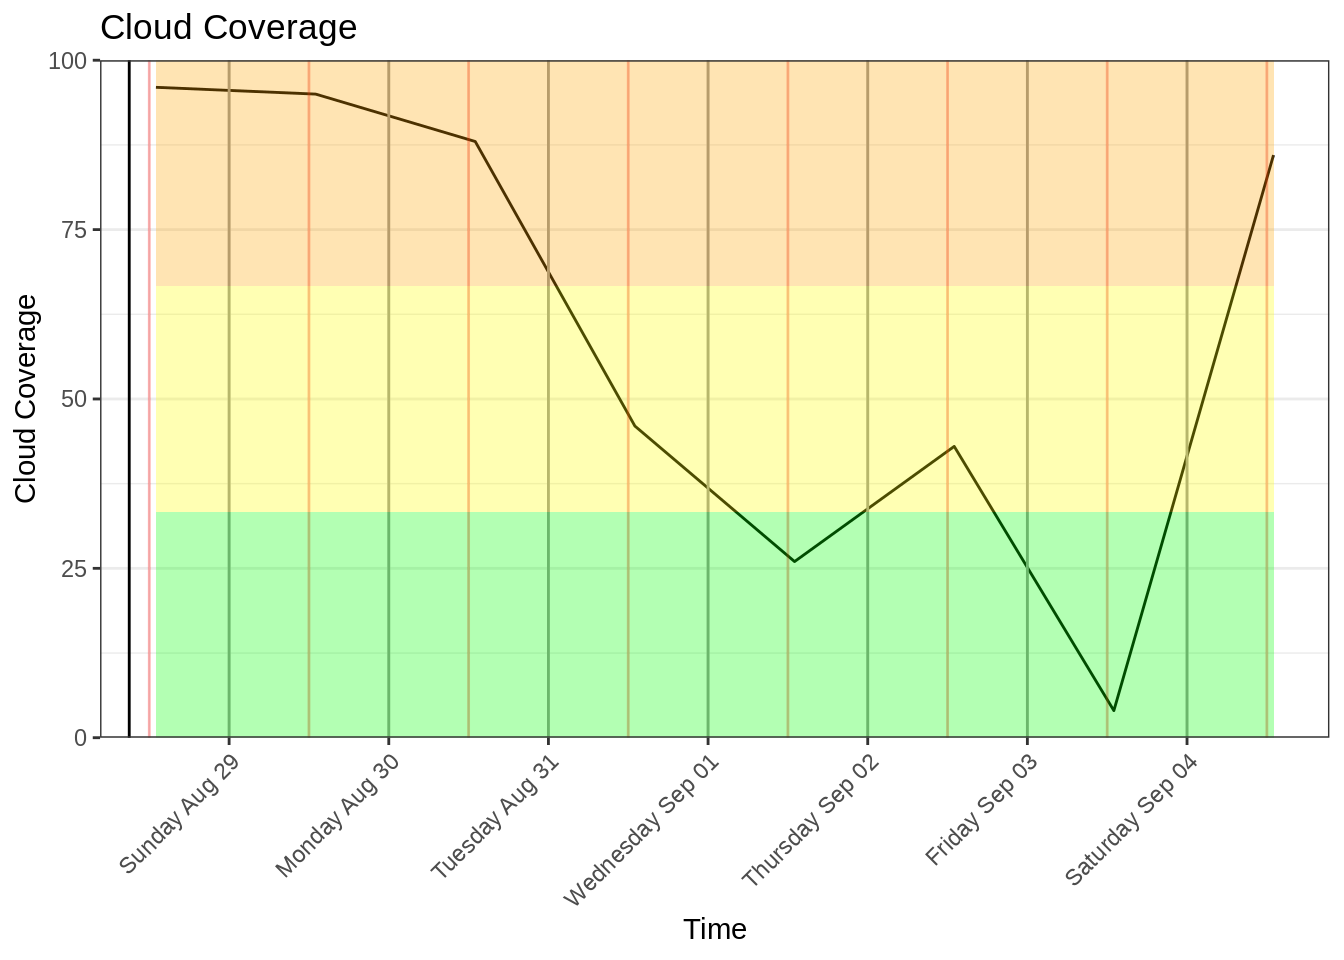 Cloud Coverage
100
75
50
25
0
Cloud Coverage
Sunday Aug 29
Monday Aug 30
Tuesday Aug 31
Wednesday Sep 01
Thursday Sep 02
Friday Sep 03
Saturday Sep 04
Time